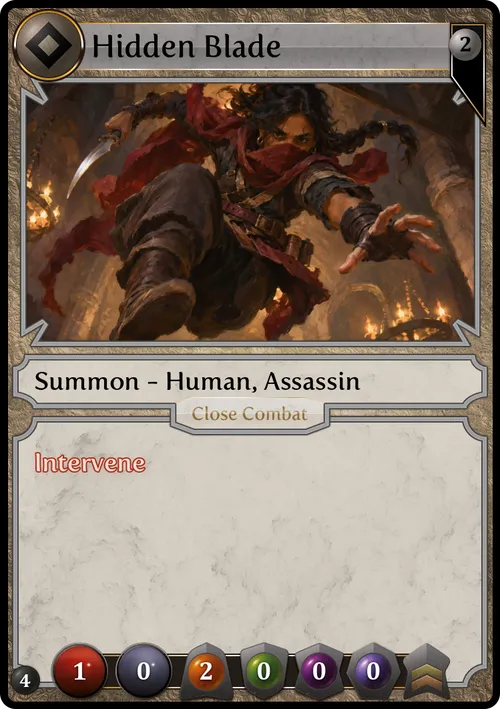 Hidden Blade
2
Summon - Human, Assassin
Close Combat
Intervene
4
1*
0*
2
0
0
0